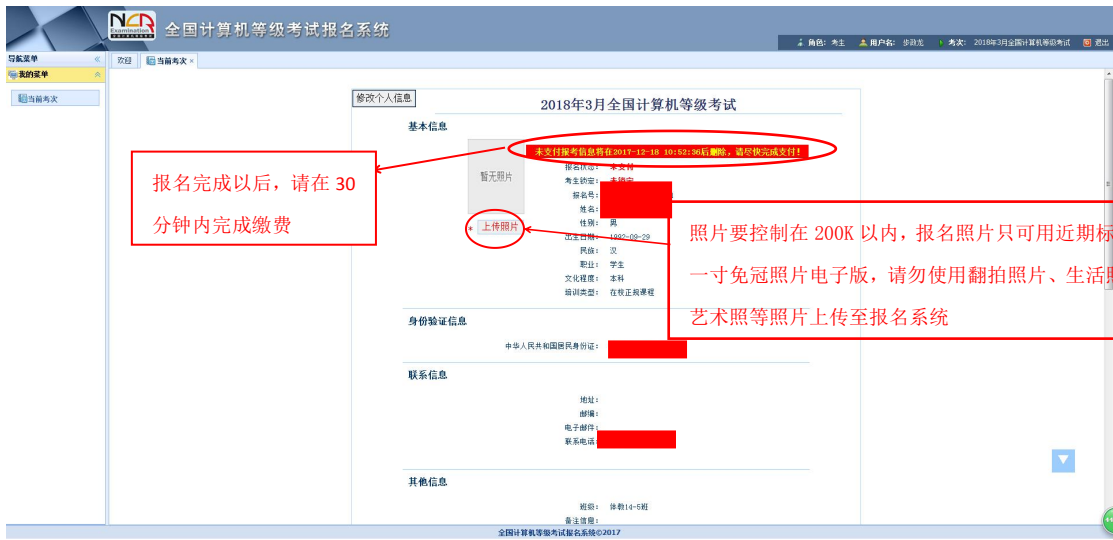 NCR
Examination
全国计算机等级考试报名系统
角色：考生 用户名： 考次：2018年3月全国计算机等级考试 退出
导航菜单
欢迎 当前考次
我的菜单
当前考次
修改个人信息
2018年3月全国计算机等级考试
基本信息
未支付报考信息将在2017-12-18 10:52:36后删除，请尽快完成支付！
暂无照片
报名状态：未支付
考生锁定：未锁定
报名号：
姓名：
* 上传照片
性别：男
出生日期：1992-09-29
民族：汉
职业：学生
文化程度：本科
培训类型：在校正规课程
报名完成以后，请在 30
分钟内完成缴费
照片要控制在 200K 以内，报名照片只可用近期标
一寸免冠照片电子版，请勿使用翻拍照片、生活照
艺术照等照片上传至报名系统
身份验证信息
中华人民共和国居民身份证：
联系信息
地址：
邮编：
电子邮件：
联系电话：
其他信息
班级：体教14-5班
备注信息：
全国计算机等级考试报名系统©2017